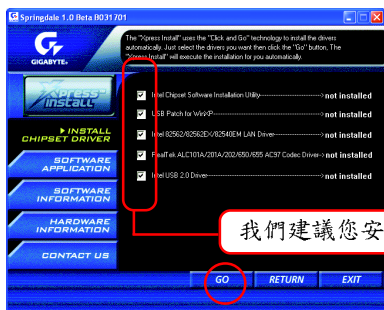 Springdale 1.0 Beta B031701
GIGABYTE
The "Xpress Install" uses the "Click and Go" technology to install the drivers
automatically. Just select the drivers you want then click the "Go" button. The
"Xpress Install" will execute the installation for you automatically.
Xpress
INSTALL
Intel Chipset Software Installation Utility-> not installed
USB Patch for WinXP-> not installed
Intel 82562/82562EX/82540EM LAN Driver-> not installed
RealTek ALC101A/201A/202/650/655 AC97 Codec Driver-> not installed
Intel USB 2.0 Driver-> not installed
INSTALL
CHIPSET DRIVER
SOFTWARE
APPLICATION
SOFTWARE
INFORMATION
HARDWARE
INFORMATION
CONTACT US
我們建議您安
GO RETURN EXIT